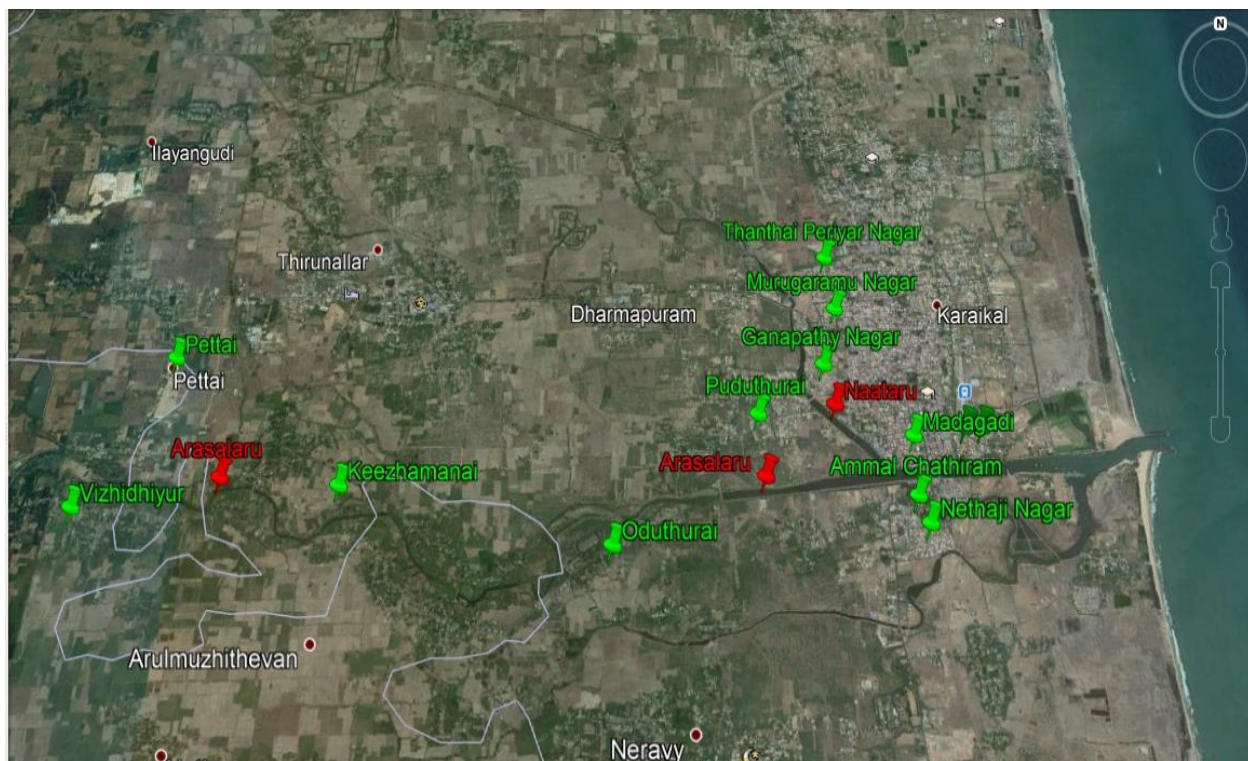 N
Ilayangudi
Thanthai Periyar Nagar
Thirunallar
Murugaramu Nagar
Dharmapuram
Karaikal
Ganapathy Nagar
Pettai
Pettai
Puduthurai
Naataru
Madagadi
Arasalaru
Keezhamanai
Arasalaru
Ammal Chathiram
Vizhidhiyur
Nethaji Nagar
Oduthurai
Arulmuzhithevan
Neravy